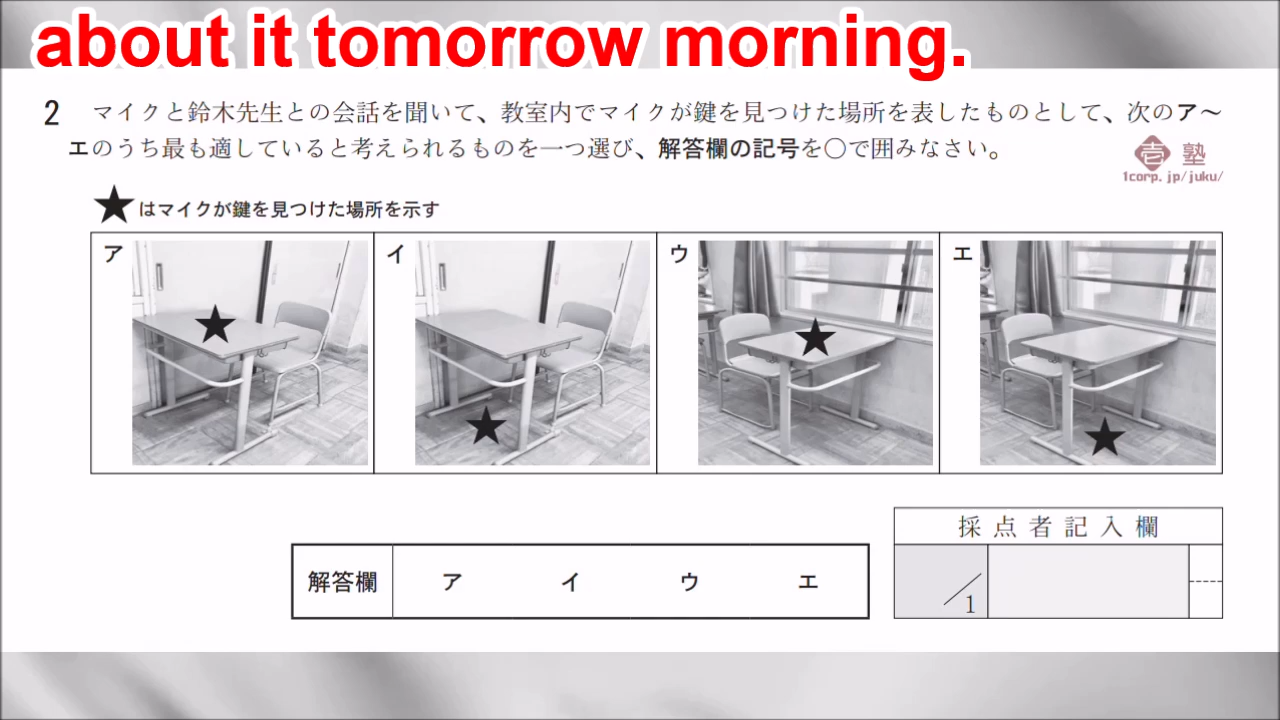 about it tomorrow morning.
2 マイクと鈴木先生との会話を聞いて、教室内でマイクが鍵を見つけた場所を表したものとして、次のア〜
エのうち最も適していると考えられるものを一つ選び、解答欄の記号を○で囲みなさい。
壱 塾
1corp.jp/juku/
★はマイクが鍵を見つけた場所を示す
ア イ ウ エ
採点者記入欄
解答欄 ア イ ウ エ
/1